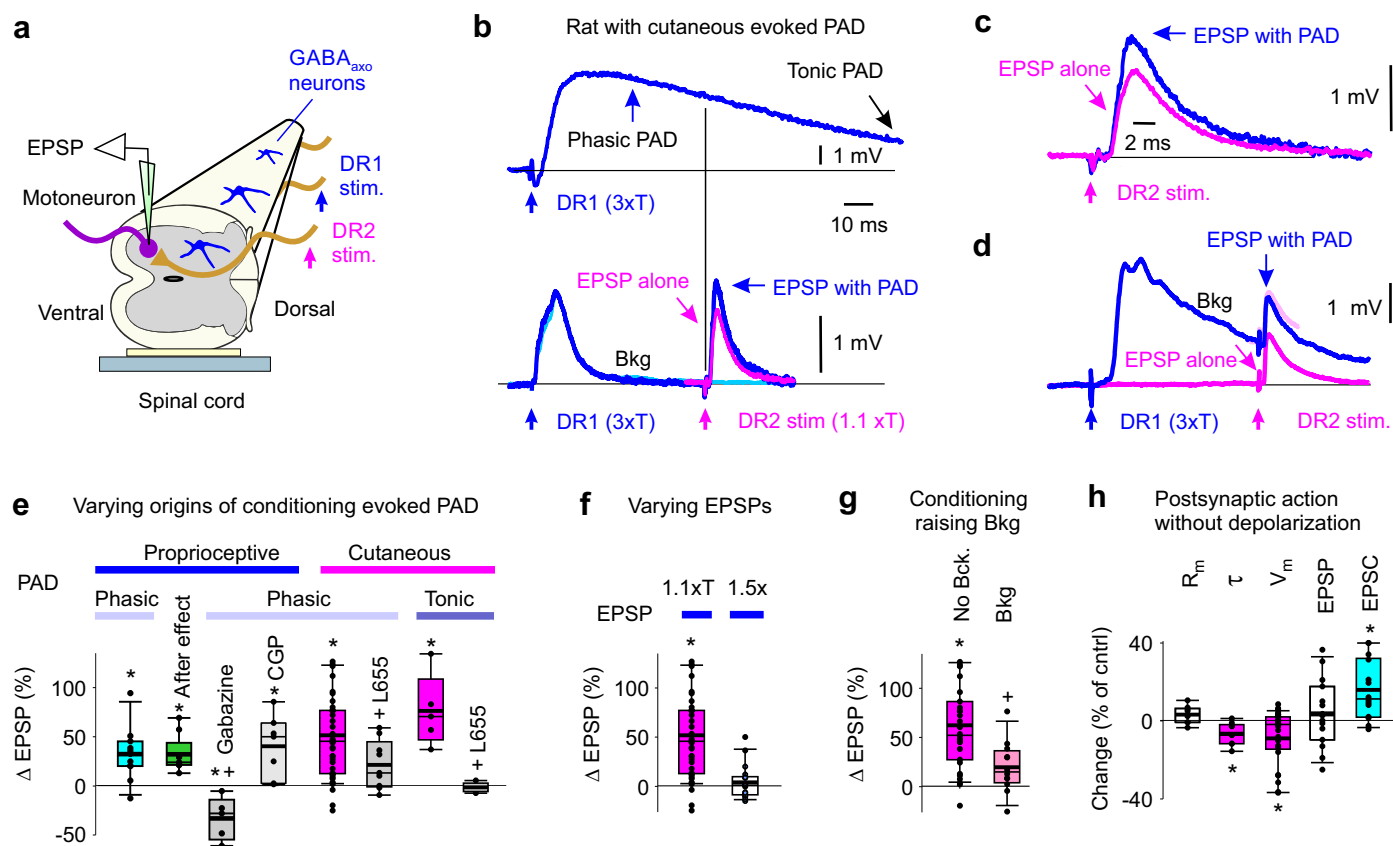 a
GABAaxo
neurons
EPSP
Motoneuron
DR1
stim.
DR2
stim.
Ventral
Dorsal
Spinal cord
b
Rat with cutaneous evoked PAD
Tonic PAD
Phasic PAD
1 mV
DR1 (3xT)
10 ms
EPSP alone
EPSP with PAD
Bkg
1 mV
DR1 (3xT)
DR2 stim (1.1 xT)
c
EPSP with PAD
EPSP alone
1 mV
2 ms
DR2 stim.
d
EPSP with PAD
Bkg
1 mV
EPSP alone
DR1 (3xT)
DR2 stim.
e
Varying origins of conditioning evoked PAD
Proprioceptive
Cutaneous
PAD
Phasic
Phasic
Tonic
* After effect
+ Gabazine
* CGP
+ L655
+ L655
*
*
*
*
Δ EPSP (%)
100
50
0
-50
f
Varying EPSPs
1.1xT
1.5x
EPSP
*
Δ EPSP (%)
100
50
0
g
Conditioning
raising Bkg
No Bck.
Bkg
*
+
Δ EPSP (%)
100
50
0
h
Postsynaptic action
without depolarization
Rm
τ
Vm
EPSP
EPSC
*
*
*
Change (% of cntrl)
40
0
-40